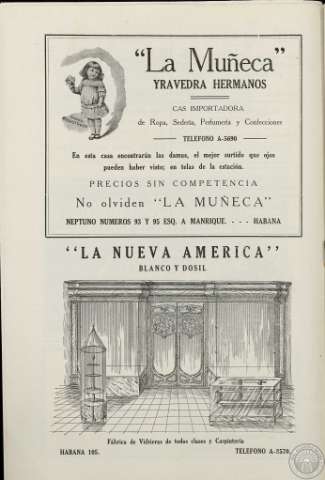 "La Muñeca"
YRAVEDRA HERMANOS
CAS IMPORTADORA
de Ropa, Sedería, Perfumería y Confecciones
TELEFONO A-5690
En esta casa encontrarán las damas, el mejor surtido que ojos
pueden haber visto; en telas de la estación.
PRECIOS SIN COMPETENCIA
No olviden "LA MUÑECA"
NEPTUNO NUMEROS 93 Y 95 ESQ. A MANRIQUE. . . . HABANA
"LA NUEVA AMERICA"
BLANCO Y DOSIL
Fábrica de Vidrieras de todas clases y Carpintería
HABANA 105. TELEFONO A-3520.